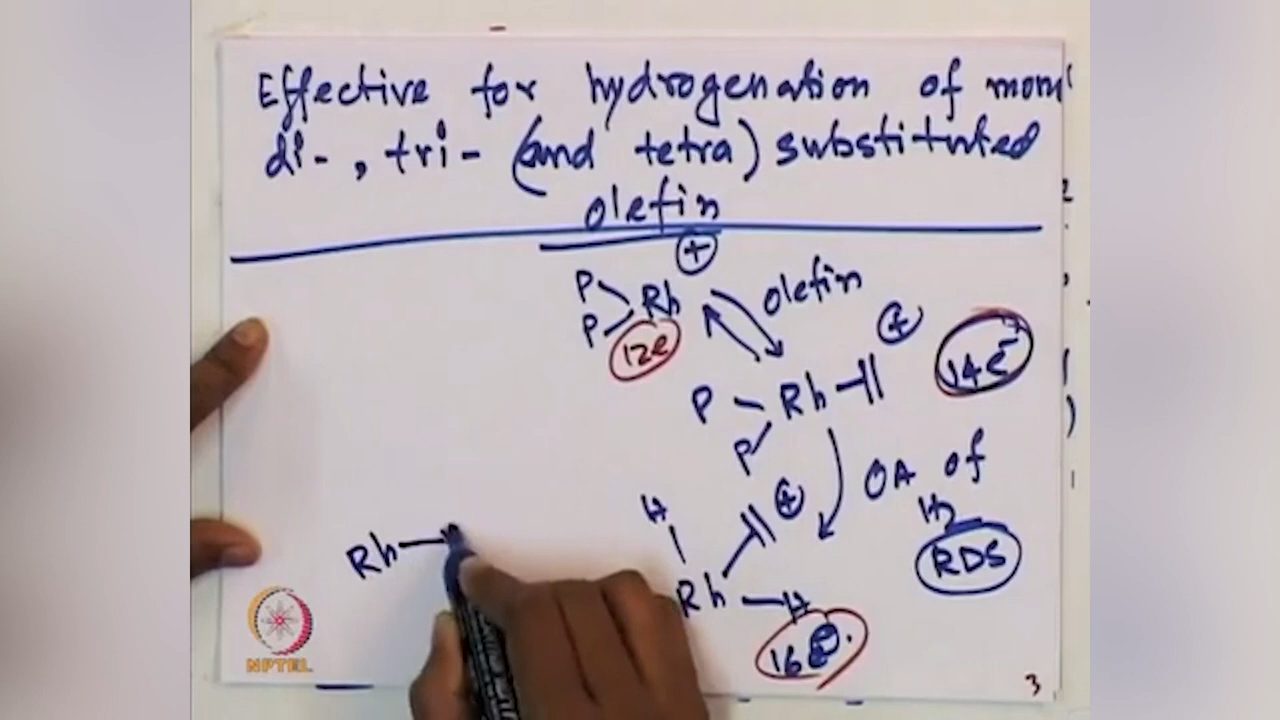 Effective for hydrogenation of mono
di-, tri- (and tetra) substituted
olefin
⊕
P
Rh
P
12e
olefin
⊕
P Rh
P
14e⁻
OA of
H₂
RDS
H
⊕
Rh H
16e⁻.
Rh
NPTEL
3